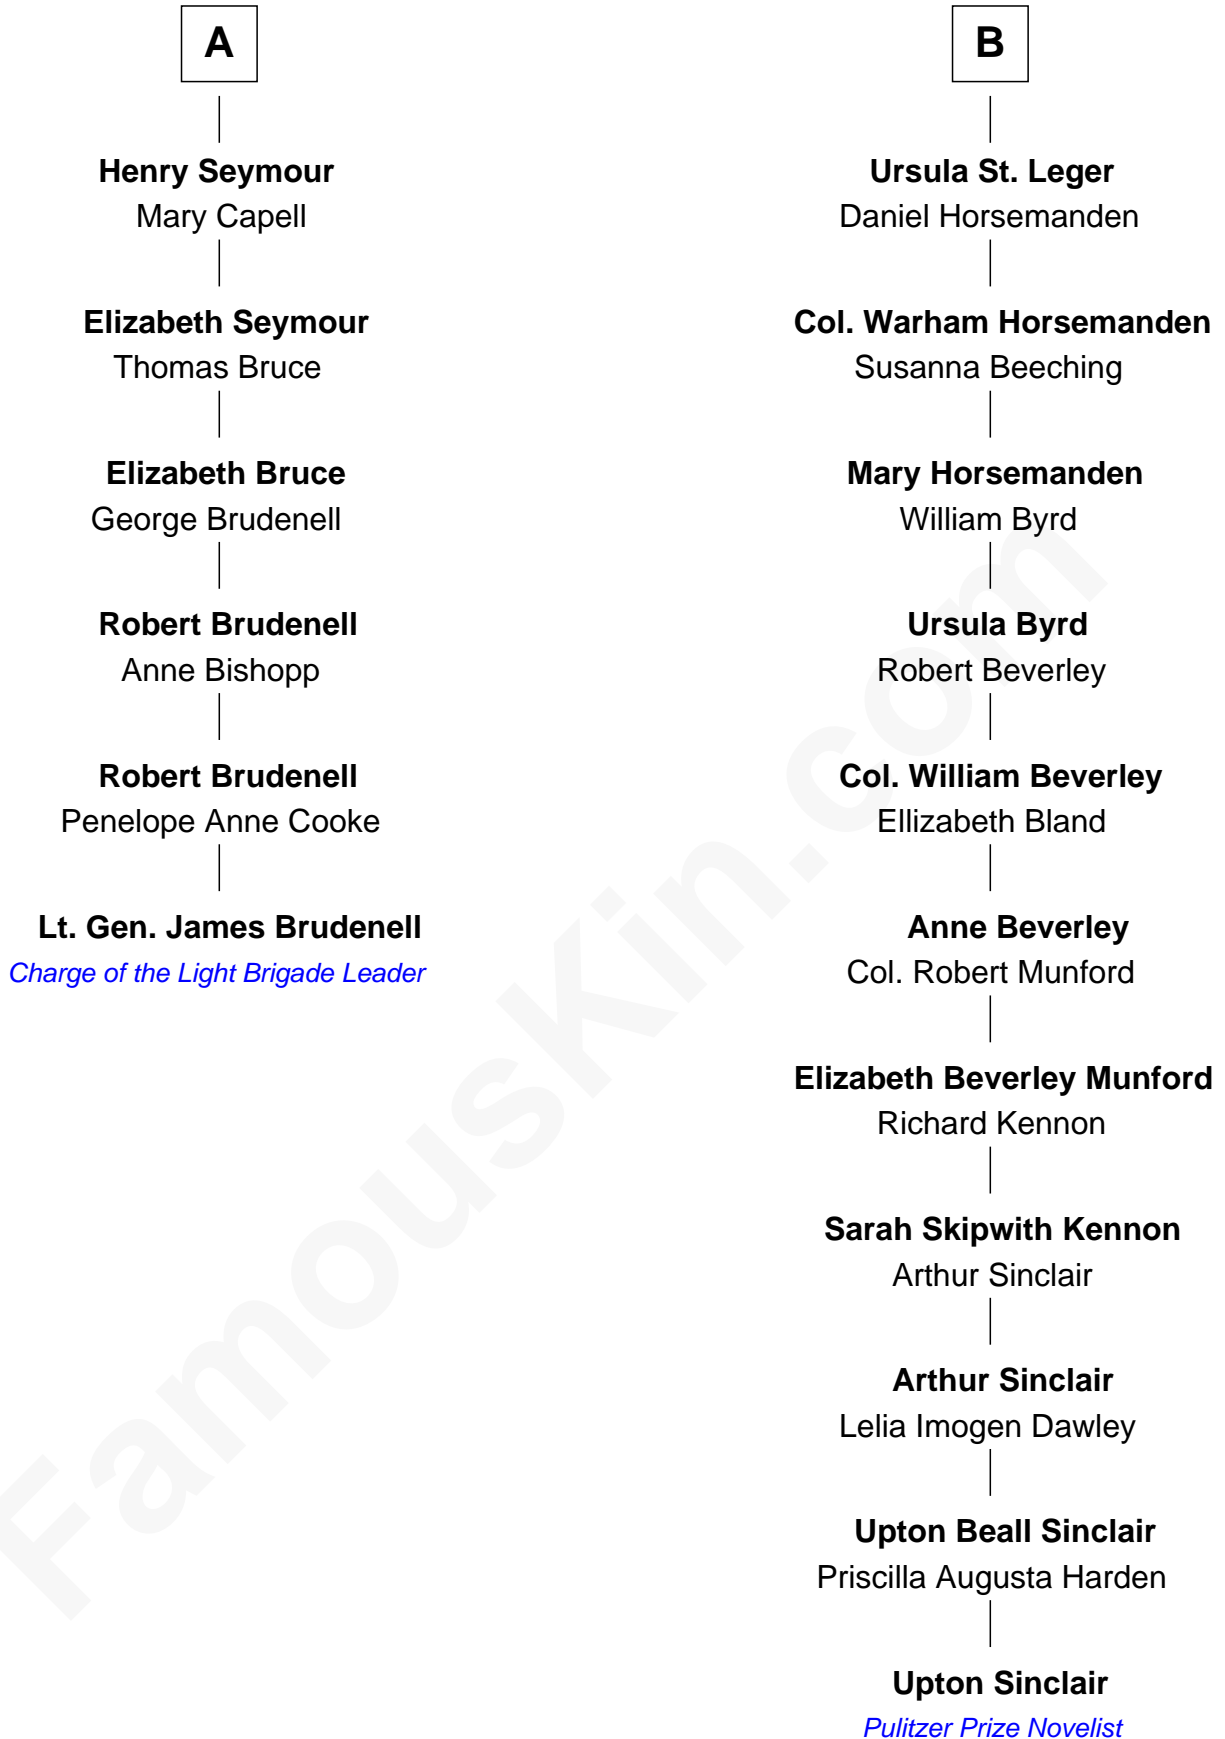 A
Henry Seymour
Mary Capell
Elizabeth Seymour
Thomas Bruce
Elizabeth Bruce
George Brudenell
Robert Brudenell
Anne Bishopp
Robert Brudenell
Penelope Anne Cooke
Lt. Gen. James Brudenell
Charge of the Light Brigade Leader
B
Ursula St. Leger
Daniel Horsemanden
Col. Warham Horsemanden
Susanna Beeching
Mary Horsemanden
William Byrd
Ursula Byrd
Robert Beverley
Col. William Beverley
Ellizabeth Bland
Anne Beverley
Col. Robert Munford
Elizabeth Beverley Munford
Richard Kennon
Sarah Skipwith Kennon
Arthur Sinclair
Arthur Sinclair
Lelia Imogen Dawley
Upton Beall Sinclair
Priscilla Augusta Harden
Upton Sinclair
Pulitzer Prize Novelist
FamousKin.com